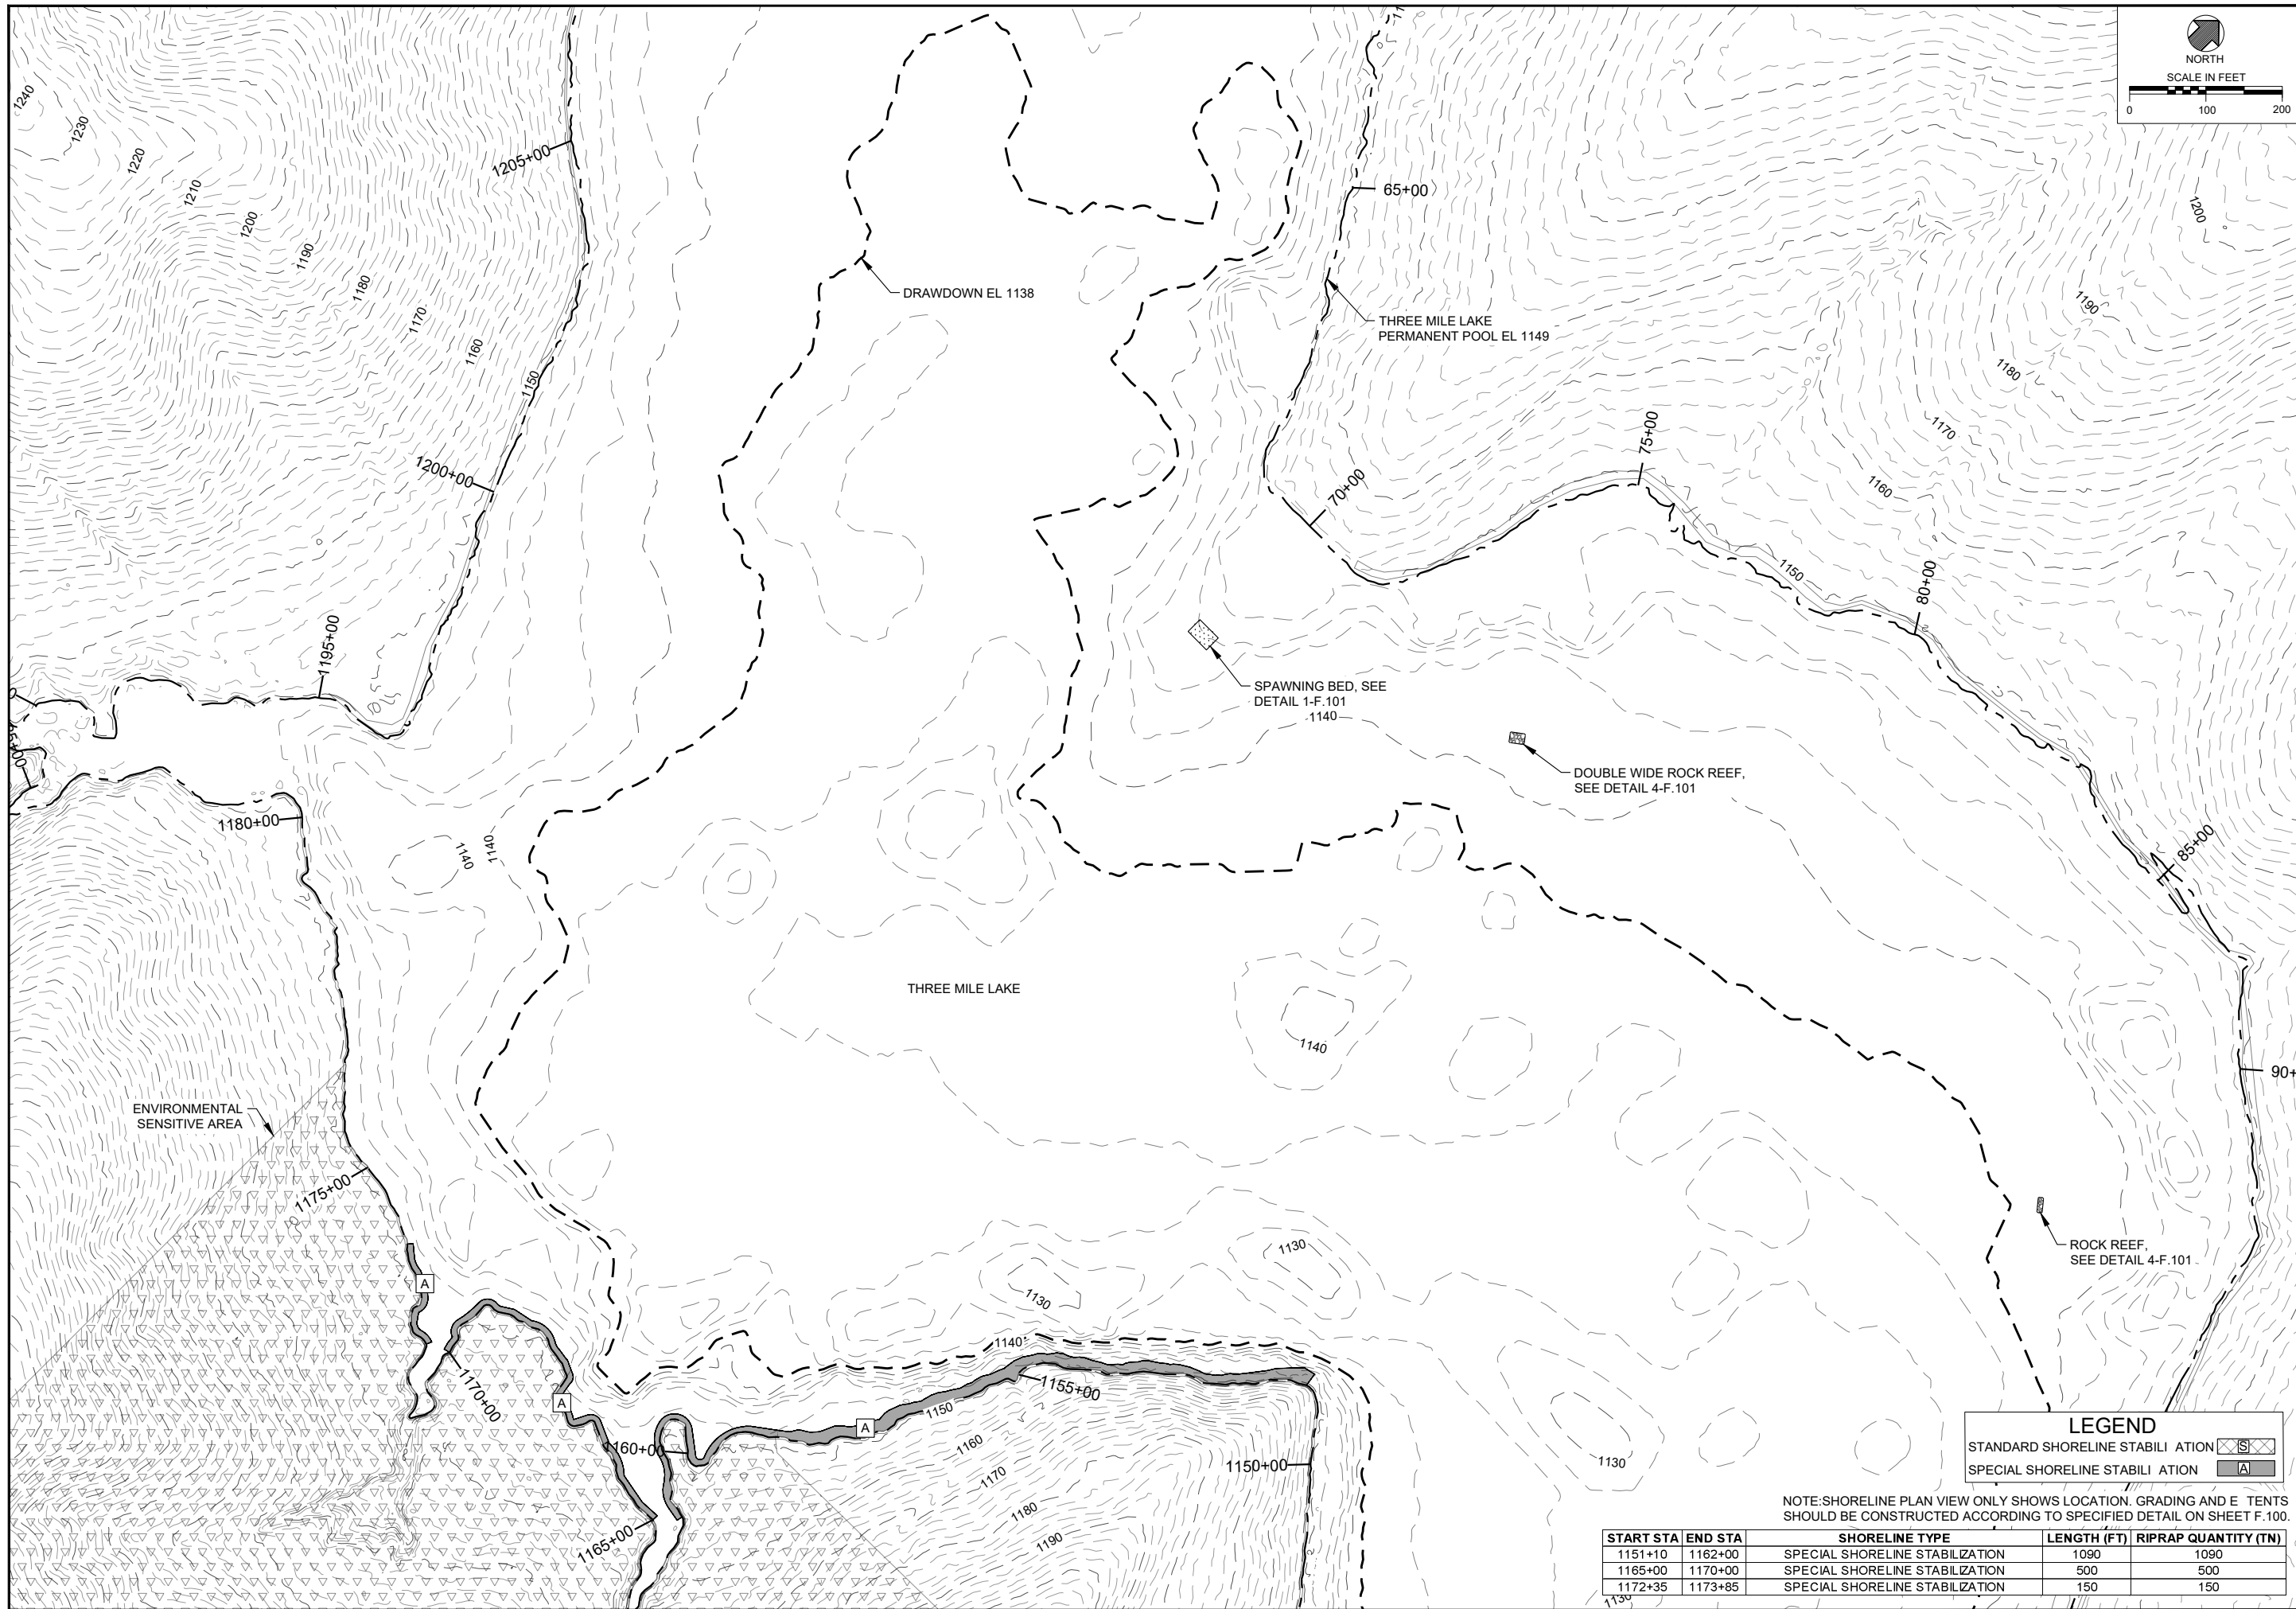 NORTH
SCALE IN FEET
0 100 200
1240
1230
1220
1210
1200
1190
1180
1170
1160
1150
1205+00
1200+00
1195+00
65+00
1200
1190
1180
1170
1160
1150
DRAWDOWN EL 1138
THREE MILE LAKE
PERMANENT POOL EL 1149
70+00
75+00
80+00
85+00
90+
SPAWNING BED, SEE
DETAIL 1-F.101
1140
DOUBLE WIDE ROCK REEF,
SEE DETAIL 4-F.101
1180+00
1140
1140
THREE MILE LAKE
1140
ENVIRONMENTAL
SENSITIVE AREA
1175+00
A
1130
1130
ROCK REEF,
SEE DETAIL 4-F.101
1140
1170+00
A
1155+00
1150
A
1160+00
1160
1170
1180
1190
1150+00
1165+00
1130
1130
LEGEND
STANDARD SHORELINE STABILI ATION S
SPECIAL SHORELINE STABILI ATION A
NOTE:SHORELINE PLAN VIEW ONLY SHOWS LOCATION. GRADING AND E TENTS
SHOULD BE CONSTRUCTED ACCORDING TO SPECIFIED DETAIL ON SHEET F.100.
START STA END STA SHORELINE TYPE LENGTH (FT) RIPRAP QUANTITY (TN)
1151+10 1162+00 SPECIAL SHORELINE STABILIZATION 1090 1090
1165+00 1170+00 SPECIAL SHORELINE STABILIZATION 500 500
1172+35 1173+85 SPECIAL SHORELINE STABILIZATION 150 150